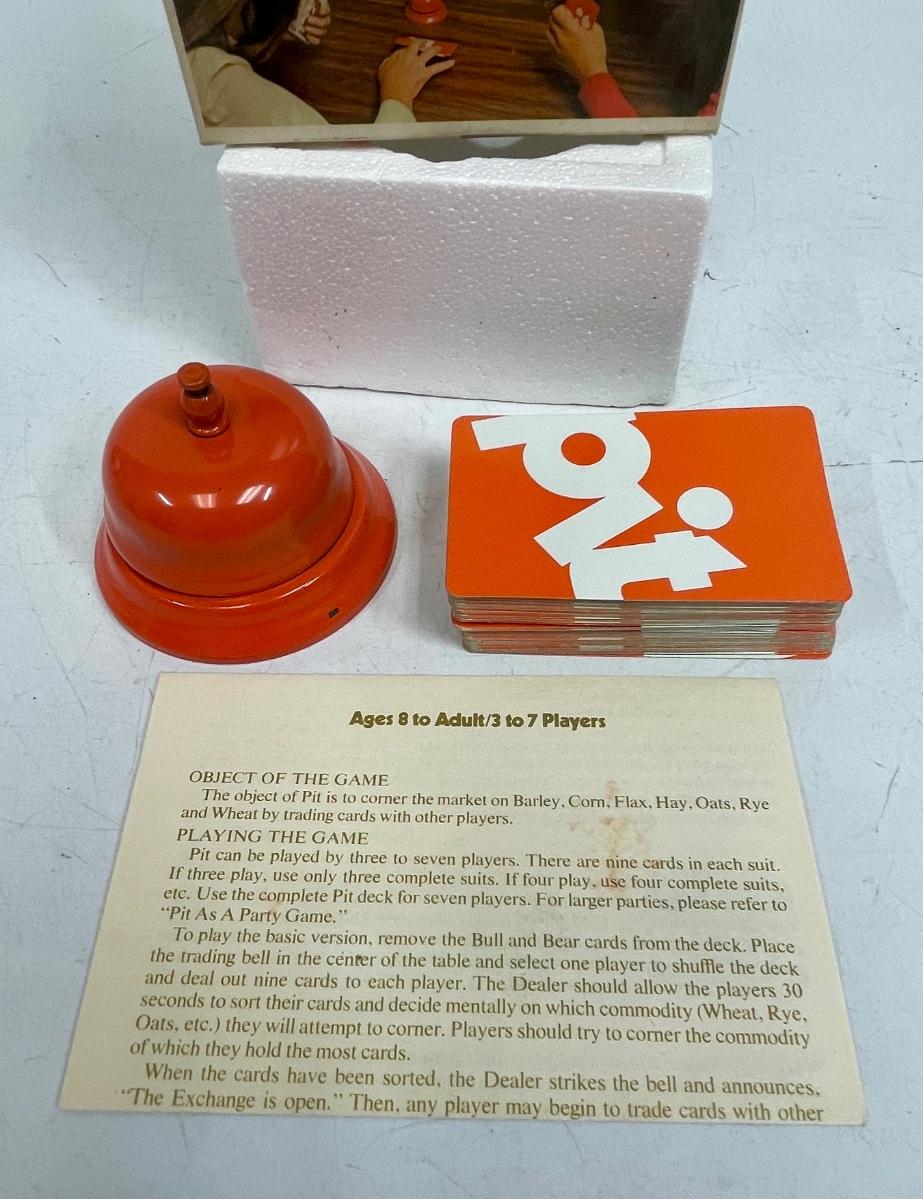 pit
Ages 8 to Adult/3 to 7 Players
OBJECT OF THE GAME
The object of Pit is to corner the market on Barley, Corn, Flax, Hay, Oats, Rye
and Wheat by trading cards with other players.
PLAYING THE GAME
Pit can be played by three to seven players. There are nine cards in each suit.
If three play, use only three complete suits. If four play, use four complete suits,
etc. Use the complete Pit deck for seven players. For larger parties, please refer to
“Pit As A Party Game.”
To play the basic version, remove the Bull and Bear cards from the deck. Place
the trading bell in the center of the table and select one player to shuffle the deck
and deal out nine cards to each player. The Dealer should allow the players 30
seconds to sort their cards and decide mentally on which commodity (Wheat, Rye,
Oats, etc.) they will attempt to corner. Players should try to corner the commodity
of which they hold the most cards.
When the cards have been sorted, the Dealer strikes the bell and announces,
“The Exchange is open.” Then, any player may begin to trade cards with other